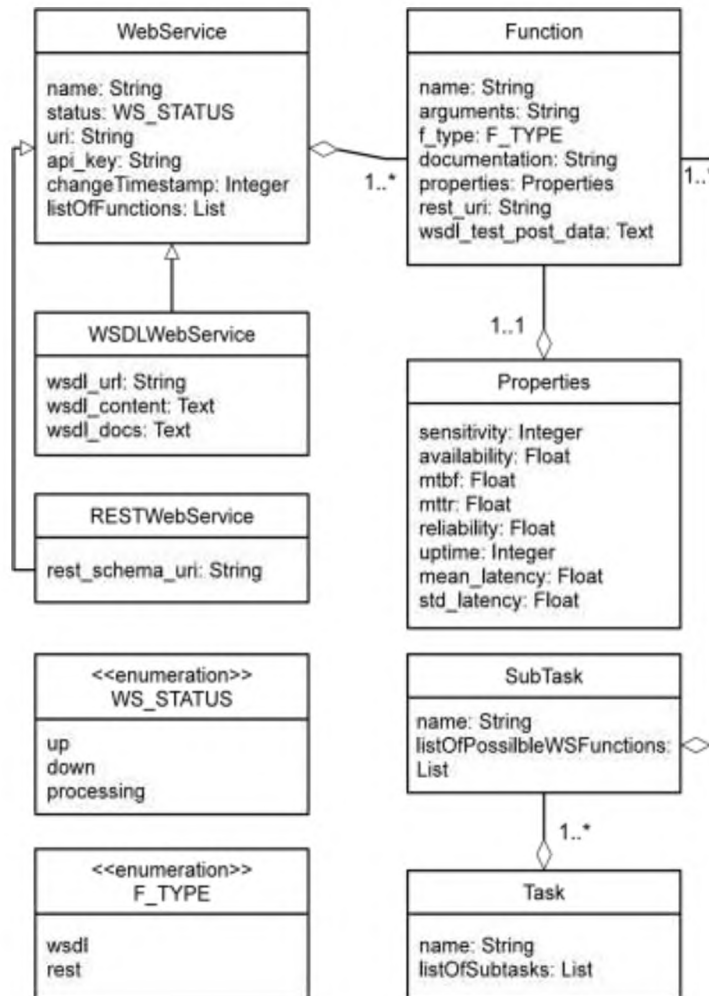 WebService
name: String
status: WS_STATUS
uri: String
api_key: String
changeTimestamp: Integer
listOfFunctions: List
1..*
Function
name: String
arguments: String
f_type: F_TYPE
documentation: String
properties: Properties
rest_uri: String
wsdl_test_post_data: Text
WSDLWebService
wsdl_url: String
wsdl_content: Text
wsdl_docs: Text
1..1
Properties
sensitivity: Integer
availability: Float
mtbf: Float
mttr: Float
reliability: Float
uptime: Integer
mean_latency: Float
std_latency: Float
RESTWebService
rest_schema_uri: String
<<enumeration>>
WS_STATUS
up
down
processing
SubTask
name: String
listOfPossilbleWSFunctions:
List
1..*
<<enumeration>>
F_TYPE
wsdl
rest
Task
name: String
listOfSubtasks: List